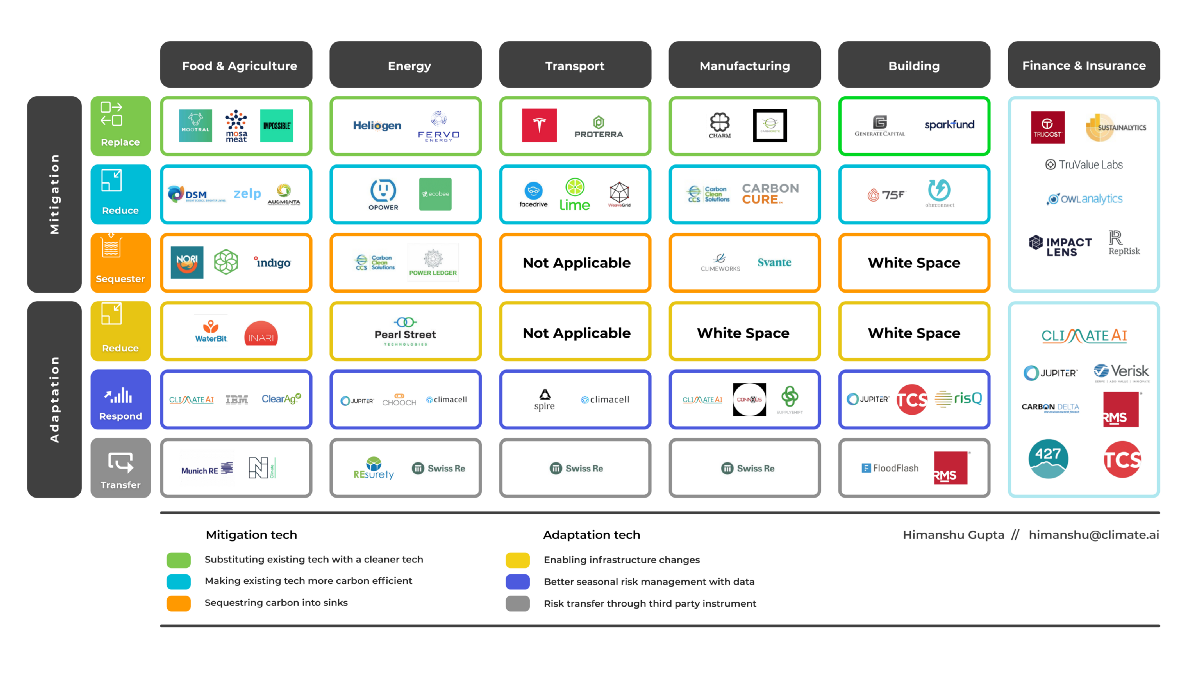 Food & Agriculture
Energy
Transport
Manufacturing
Building
Finance & Insurance
Mitigation
Replace
mosa
meat
IMPOSSIBLE
Heliogen
FERVO
ENERGY
PROTERRA
CHARM
GENERATE CAPITAL
sparkfund
TRUCOST
SUSTAINALYTICS
TruValue Labs
OWLanalytics
IMPACT
LENS
R
RepRisk
Reduce
DSM
zelp
AUGMENTA
OPOWER
ecobee
facedrive
Lime
CCS
Carbon
Clean
Solutions
CARBON
CURE
75F
Sequester
NORI
indigo
CCS
Carbon
Clean
Solutions
POWER LEDGER
Not Applicable
CLIMEWORKS
Svante
White Space
Adaptation
Reduce
WaterBit
INARI
Pearl Street
TECHNOLOGIES
Not Applicable
White Space
White Space
CLIMATE AI
JUPITER
Verisk
CARBON DELTA
RMS
427
TCS
Respond
CLIMATE AI
IBM
ClearAg
JUPITER
CHOOCH
climacell
spire
climacell
CLIMATE AI
JUPITER
TCS
risQ
Transfer
Munich RE
REsurety
Swiss Re
Swiss Re
Swiss Re
FloodFlash
RMS
Mitigation tech
Substituting existing tech with a cleaner tech
Making existing tech more carbon efficient
Sequestring carbon into sinks
Adaptation tech
Enabling infrastructure changes
Better seasonal risk management with data
Risk transfer through third party instrument
Himanshu Gupta // himanshu@climate.ai